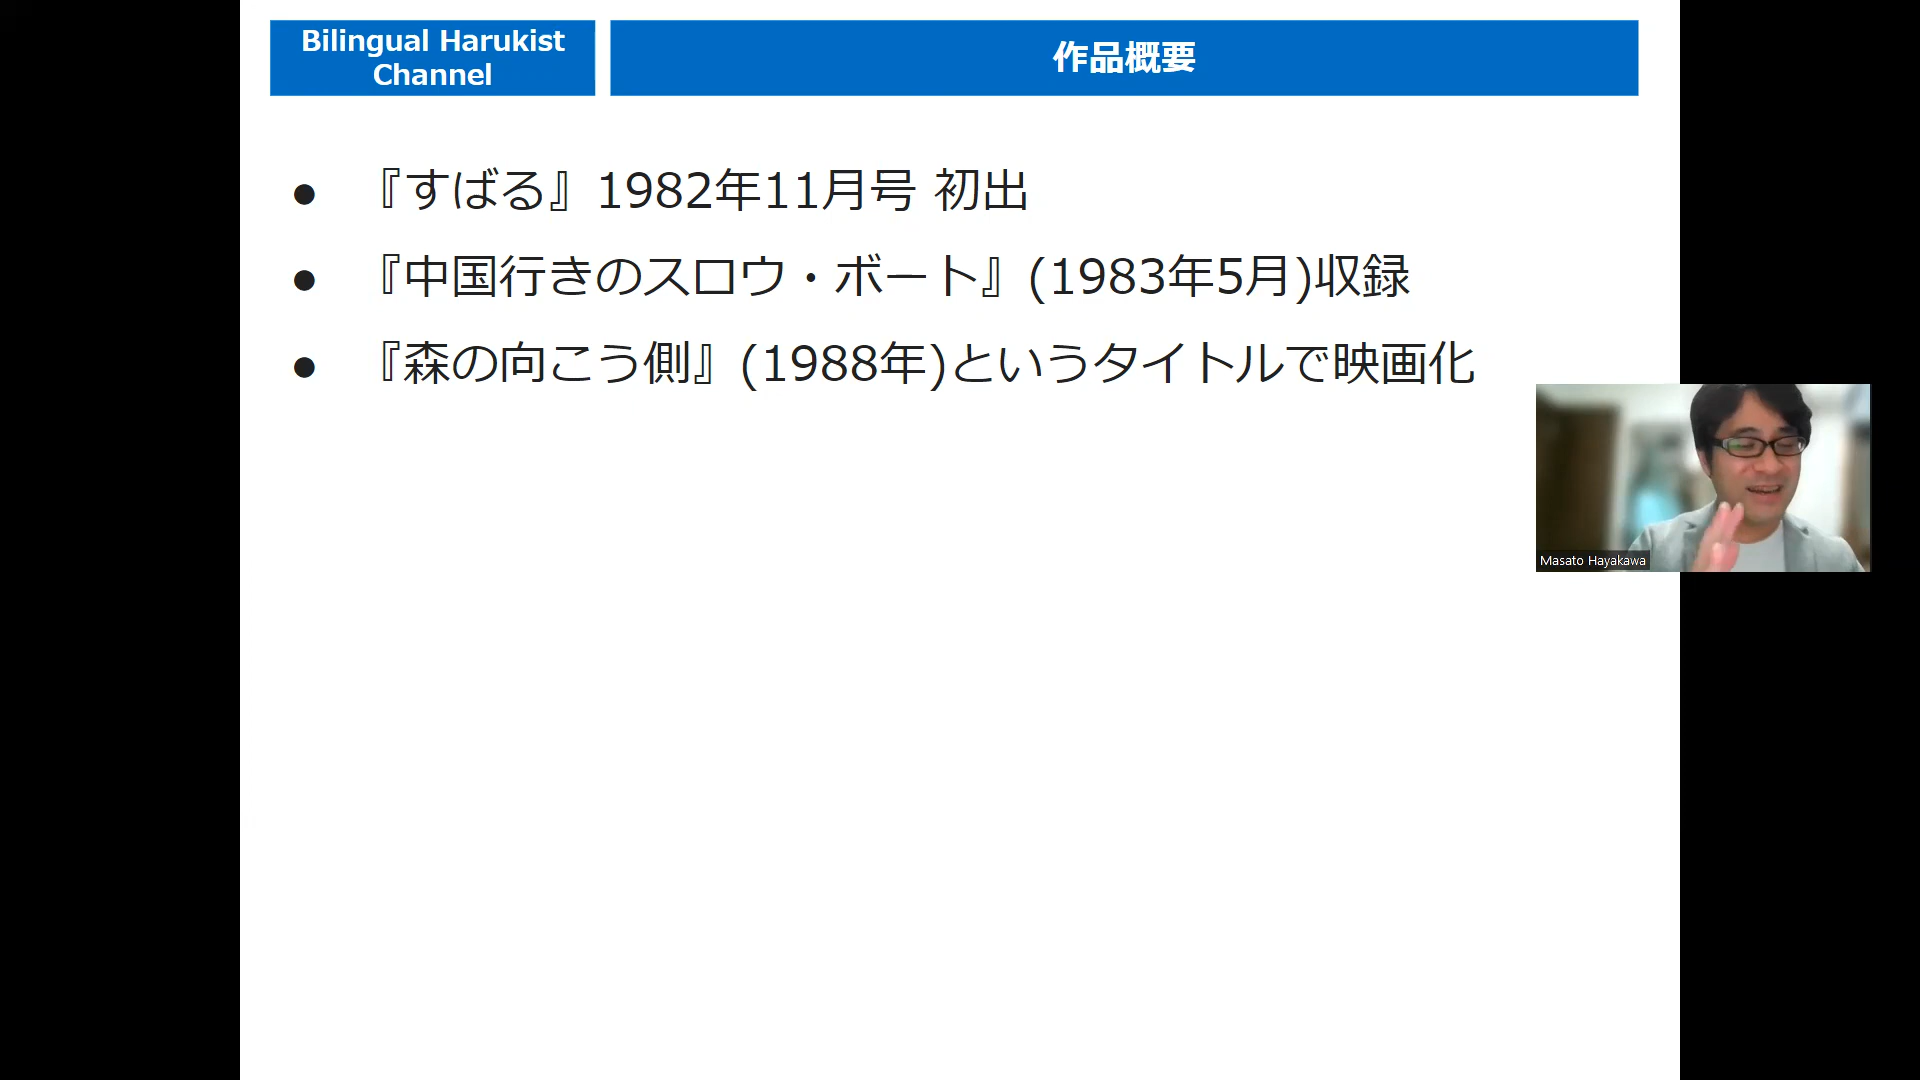 Bilingual Harukist
Channel
作品概要
● 『すばる』1982年11月号 初出
● 『中国行きのスロウ・ボート』(1983年5月)収録
● 『森の向こう側』(1988年)というタイトルで映画化
Masato Hayakawa